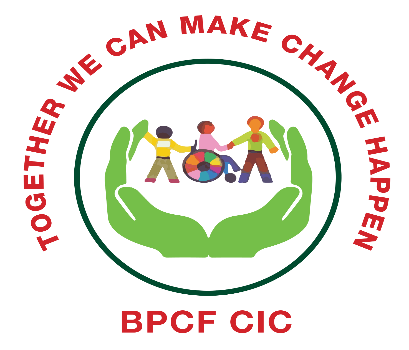 TOGETHER WE CAN MAKE CHANGE HAPPEN
BPCF CIC